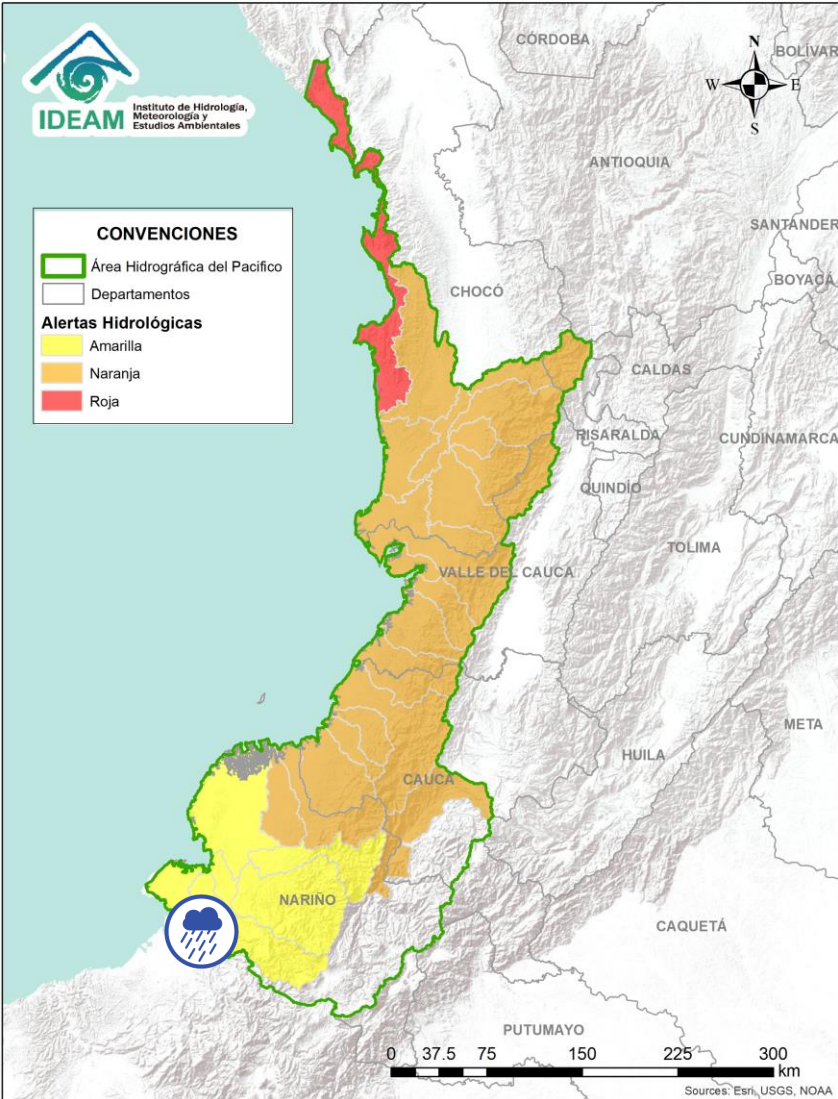 IDEAM
Instituto de Hidrología,
Meteorología y
Estudios Ambientales
CÓRDOBA
BOLÍVAR
N
W
E
S
ANTIOQUIA
SANTANDER
BOYACÁ
CONVENCIONES
Área Hidrográfica del Pacifico
Departamentos
Alertas Hidrológicas
Amarilla
Naranja
Roja
CHOCÓ
CALDAS
RISARALDA
CUNDINAMARCA
QUINDÍO
TOLIMA
VALLE DEL CAUCA
META
HUILA
CAUCA
NARIÑO
CAQUETÁ
PUTUMAYO
0 37.5 75 150 225 300
km
Sources: Esri, USGS, NOAA